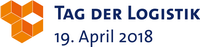 TAG DER LOGISTIK
19. April 2018